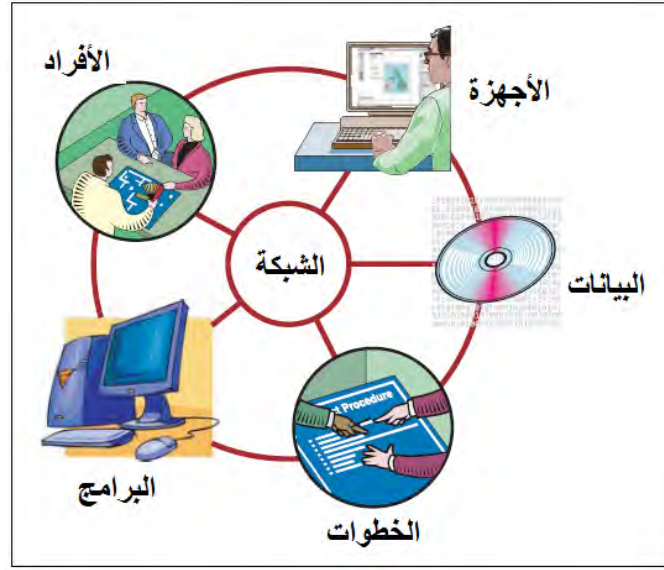 الأفراد
الأجهزة
الشبكة
البيانات
Procedure
البرامج
الخطوات